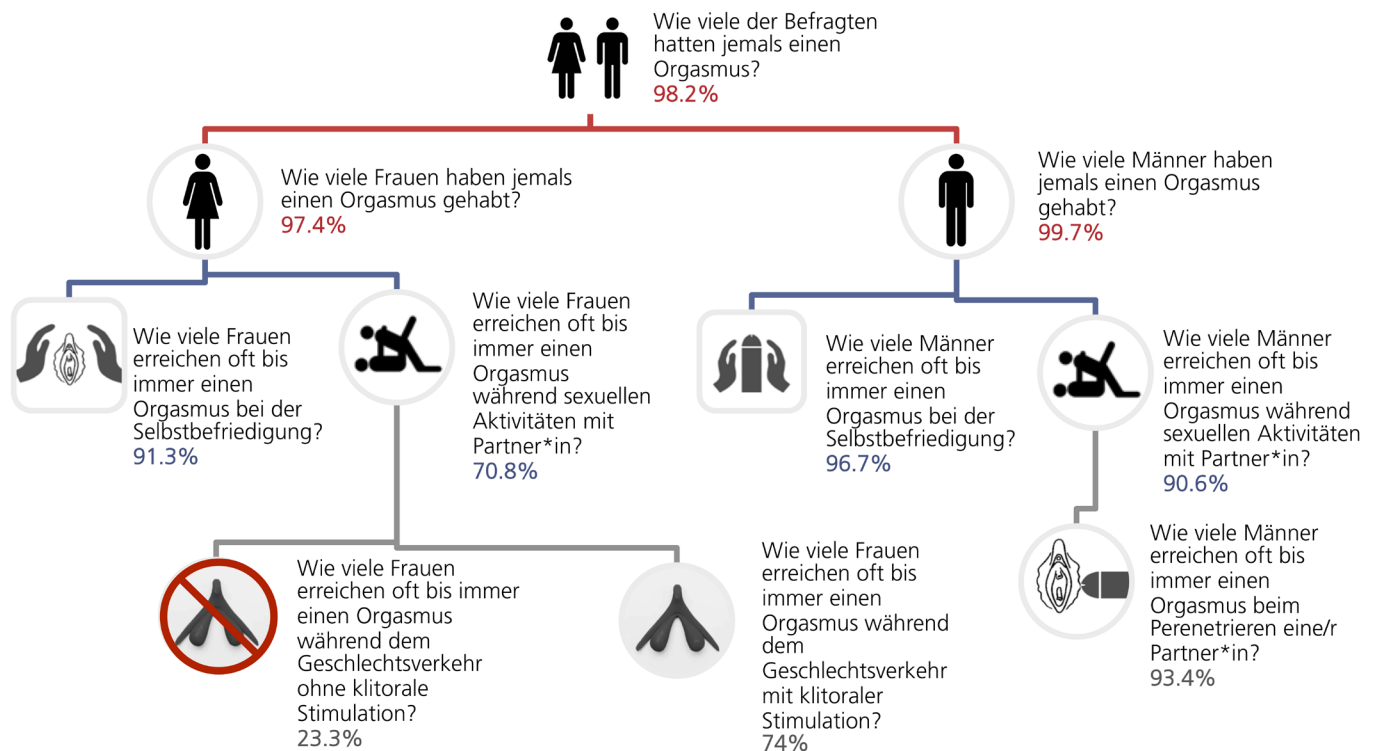 Wie viele der Befragten
hatten jemals einen
Orgasmus?
98.2%
Wie viele Frauen haben jemals
einen Orgasmus gehabt?
97.4%
Wie viele Männer haben
jemals einen Orgasmus
gehabt?
99.7%
Wie viele Frauen
erreichen oft bis
immer einen
Orgasmus bei der
Selbstbefriedigung?
91.3%
Wie viele Frauen
erreichen oft bis
immer einen
Orgasmus
während sexuellen
Aktivitäten mit
Partner*in?
70.8%
Wie viele Männer
erreichen oft bis
immer einen
Orgasmus bei der
Selbstbefriedigung?
96.7%
Wie viele Männer
erreichen oft bis
immer einen
Orgasmus während
sexuellen Aktivitäten
mit Partner*in?
90.6%
Wie viele Frauen
erreichen oft bis immer
einen Orgasmus
während dem
Geschlechtsverkehr
ohne klitorale
Stimulation?
23.3%
Wie viele Frauen
erreichen oft bis
immer einen
Orgasmus während
dem
Geschlechtsverkehr
mit klitoraler
Stimulation?
74%
Wie viele Männer
erreichen oft bis
immer einen
Orgasmus beim
Perenetrieren eine/r
Partner*in?
93.4%